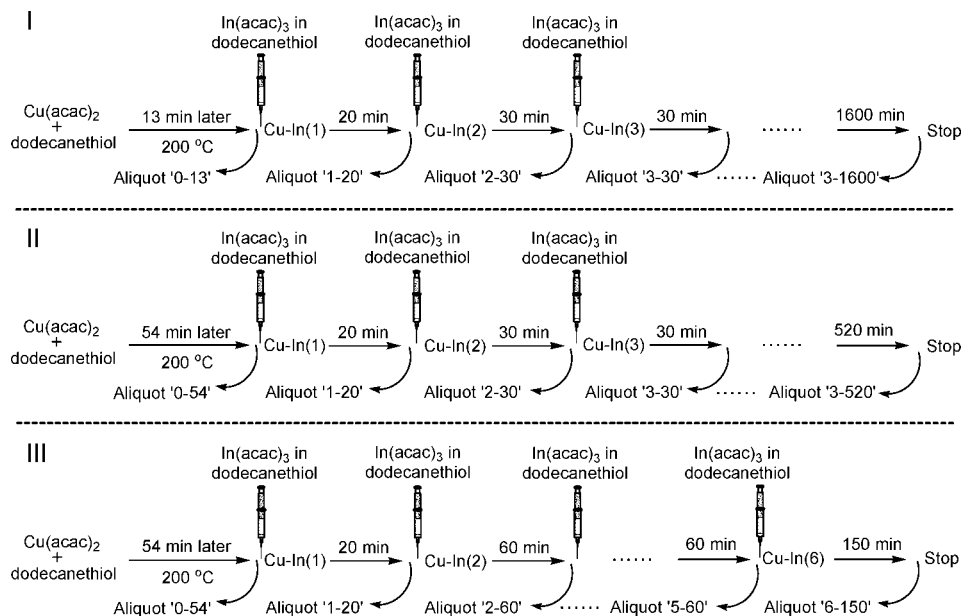 I
In(acac)3 in
dodecanethiol
In(acac)3 in
dodecanethiol
In(acac)3 in
dodecanethiol
Cu(acac)2
+
dodecanethiol
13 min later
200 °C
Cu-In(1)
20 min
Cu-In(2)
30 min
Cu-In(3)
30 min
······
1600 min
Stop
Aliquot '0-13'
Aliquot '1-20'
Aliquot '2-30'
Aliquot '3-30'
······
Aliquot '3-1600'
II
In(acac)3 in
dodecanethiol
In(acac)3 in
dodecanethiol
In(acac)3 in
dodecanethiol
Cu(acac)2
+
dodecanethiol
54 min later
200 °C
Cu-In(1)
20 min
Cu-In(2)
30 min
Cu-In(3)
30 min
······
520 min
Stop
Aliquot '0-54'
Aliquot '1-20'
Aliquot '2-30'
Aliquot '3-30'
······
Aliquot '3-520'
III
In(acac)3 in
dodecanethiol
In(acac)3 in
dodecanethiol
In(acac)3 in
dodecanethiol
In(acac)3 in
dodecanethiol
Cu(acac)2
+
dodecanethiol
54 min later
200 °C
Cu-In(1)
20 min
Cu-In(2)
60 min
······
60 min
Cu-In(6)
150 min
Stop
Aliquot '0-54'
Aliquot '1-20'
Aliquot '2-60'
······
Aliquot '5-60'
Aliquot '6-150'